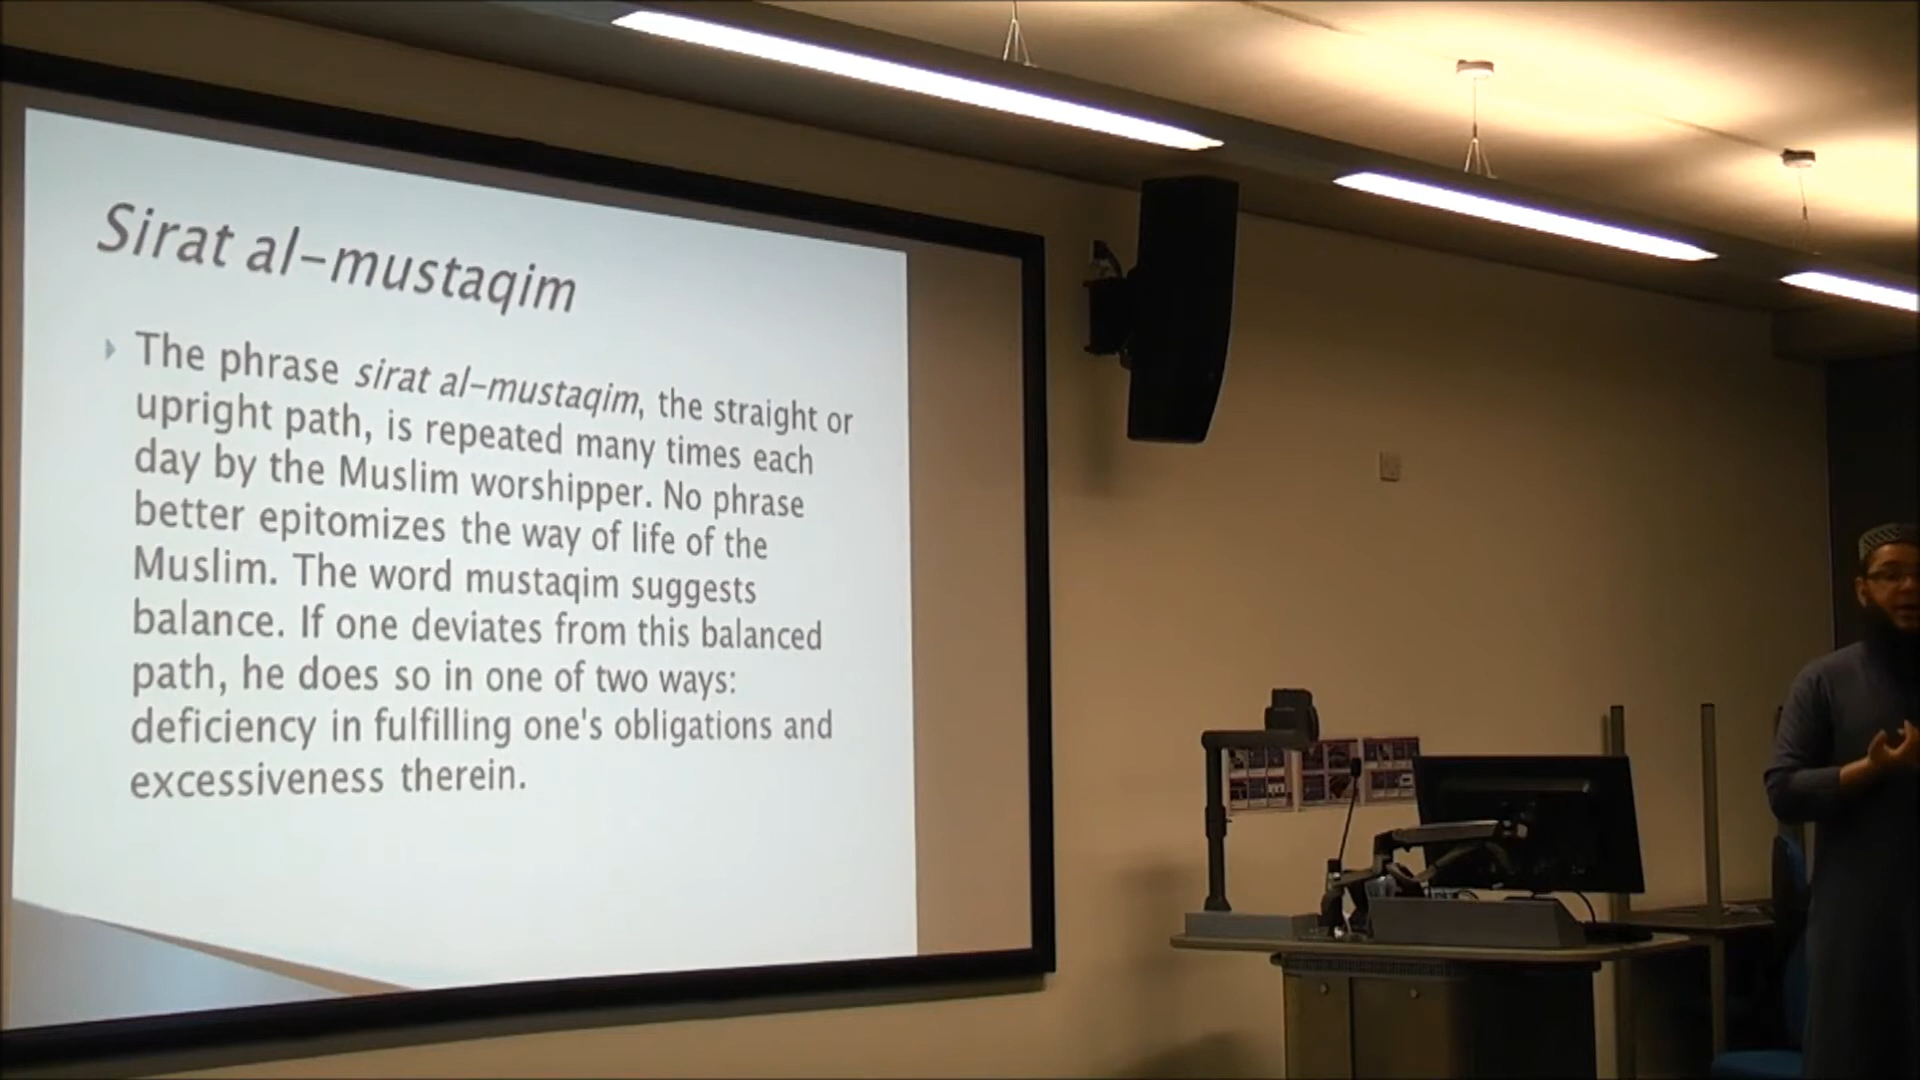 Sirat al-mustaqim
The phrase sirat al-mustaqim, the straight or
upright path, is repeated many times each
day by the Muslim worshipper. No phrase
better epitomizes the way of life of the
Muslim. The word mustaqim suggests
balance. If one deviates from this balanced
path, he does so in one of two ways:
deficiency in fulfilling one's obligations and
excessiveness therein.